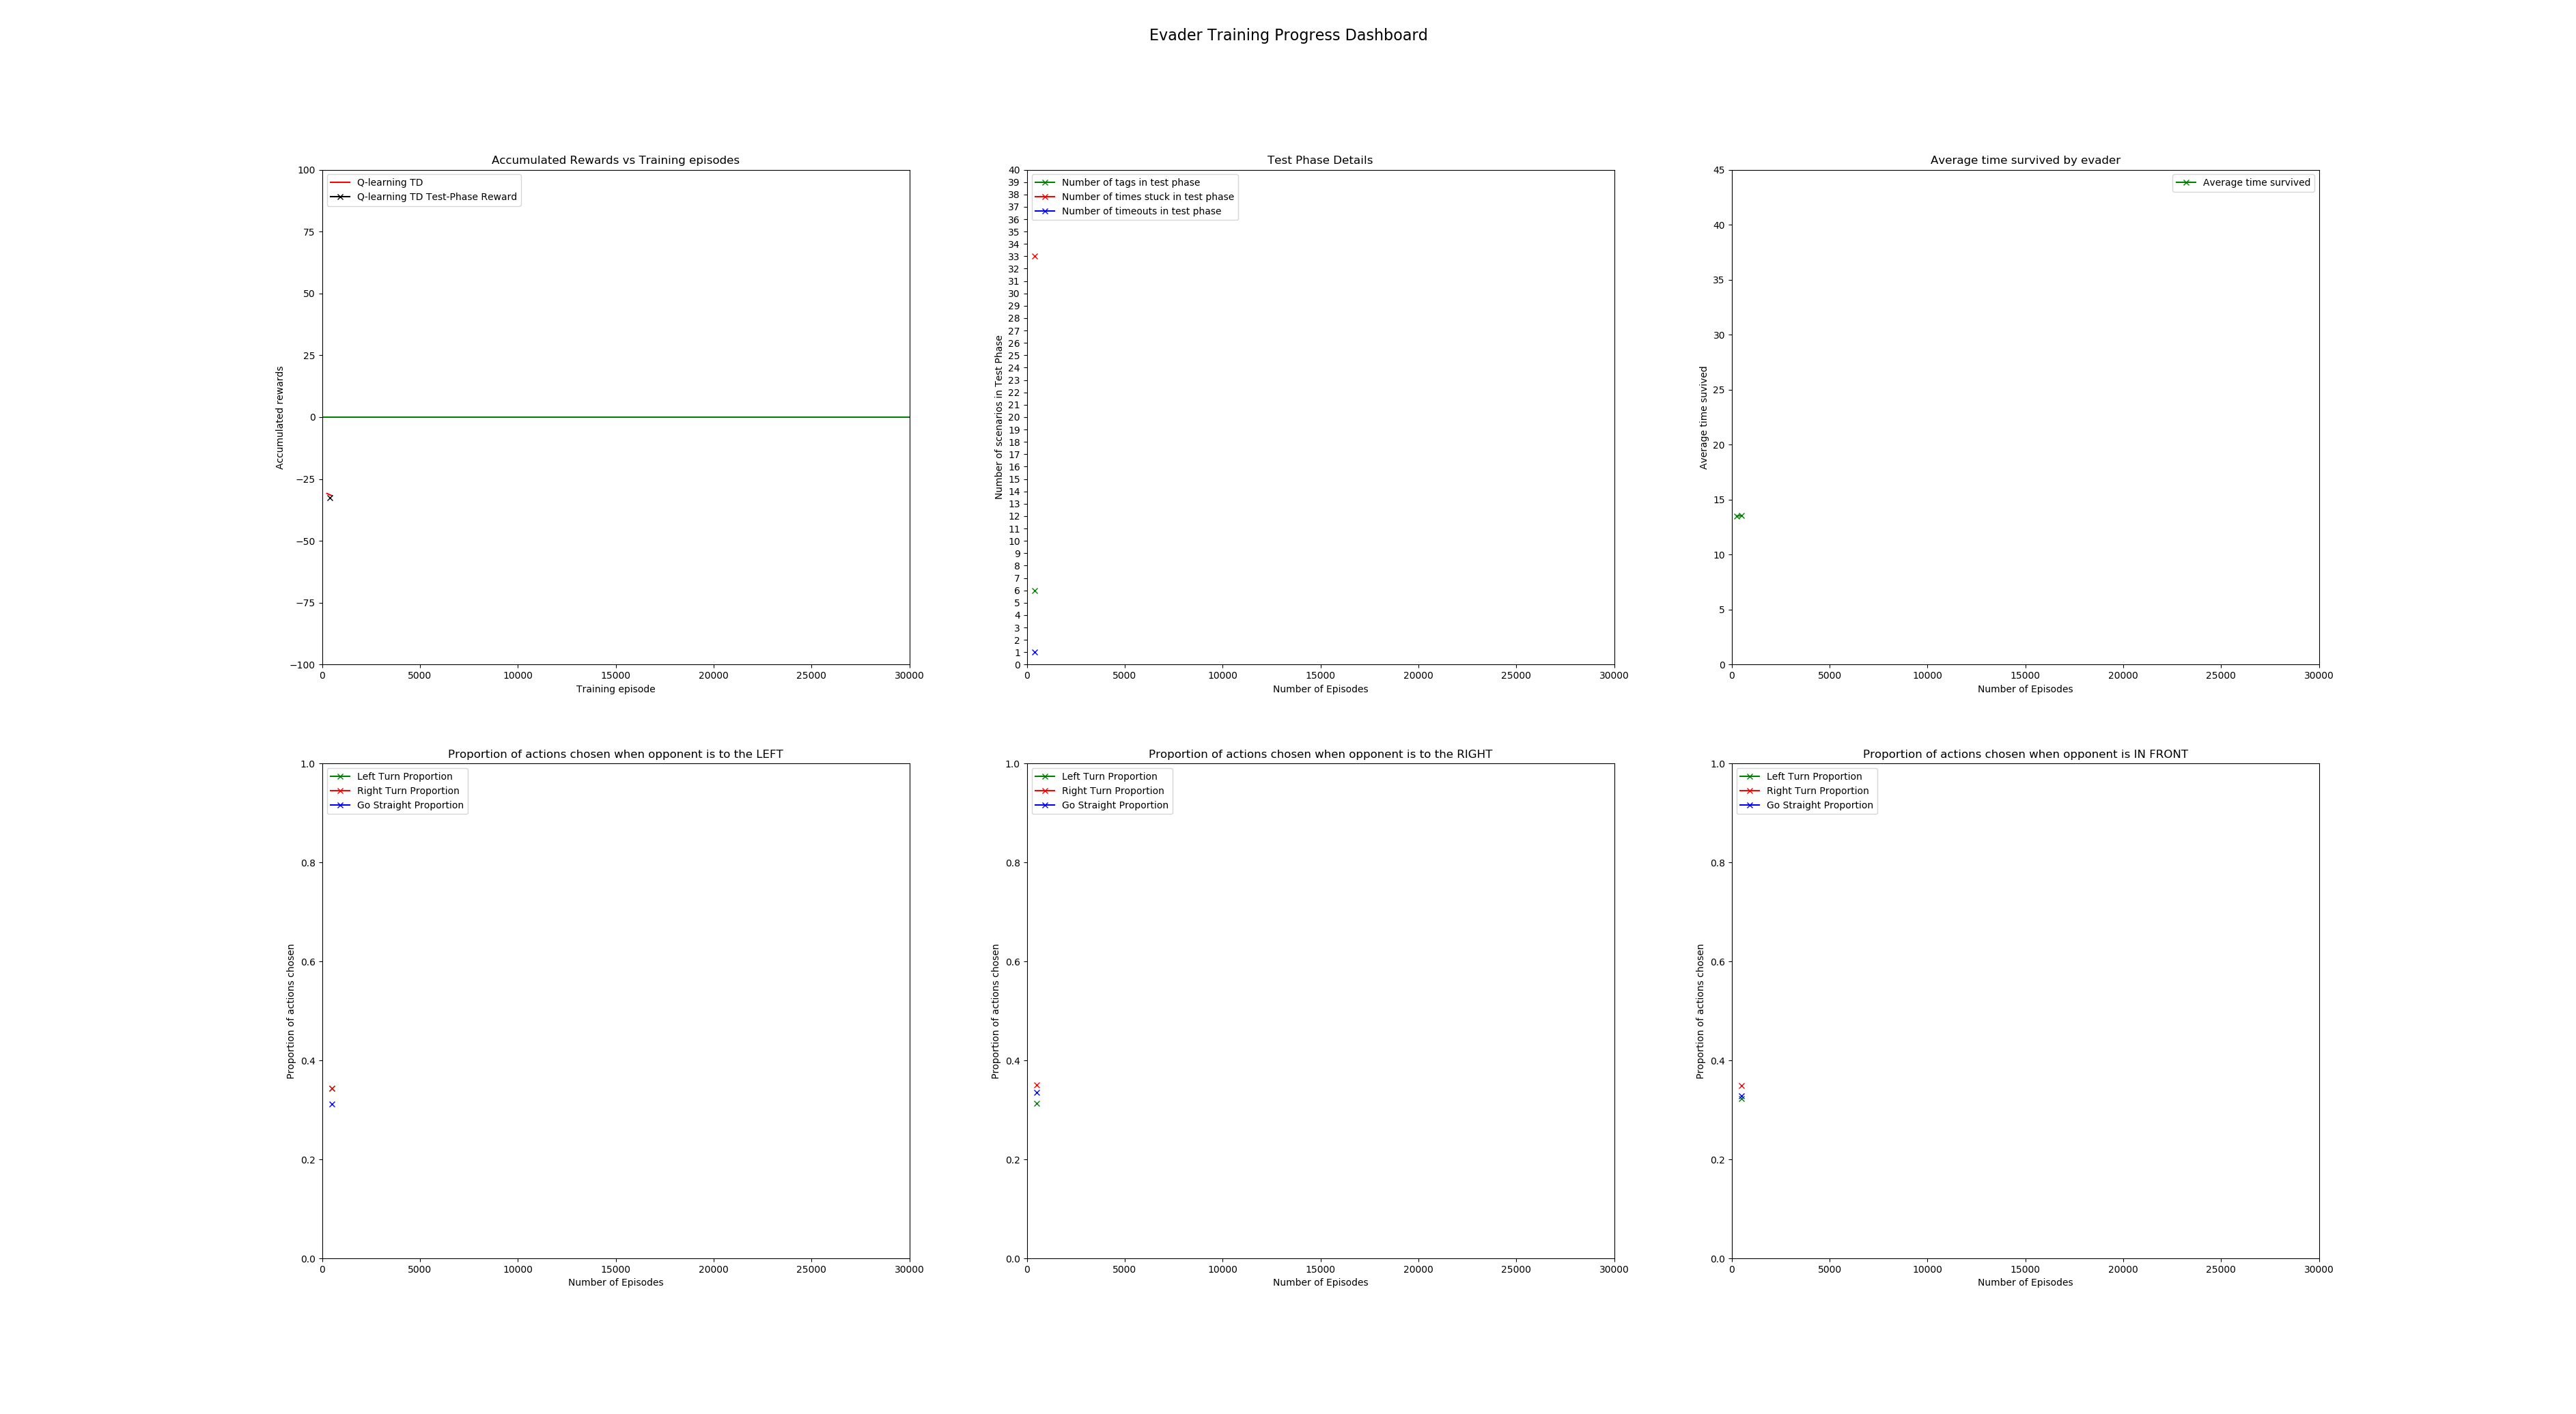 Evader Training Progress Dashboard
Accumulated Rewards vs Training episodes
Q-learning TD
Q-learning TD Test-Phase Reward
100
75
50
25
0
−25
−50
−75
−100
Accumulated rewards
0 5000 10000 15000 20000 25000 30000
Training episode
Test Phase Details
Number of tags in test phase
Number of times stuck in test phase
Number of timeouts in test phase
40
39
38
37
36
35
34
33
32
31
30
29
28
27
26
25
24
23
22
21
20
19
18
17
16
15
14
13
12
11
10
9
8
7
6
5
4
3
2
1
0
Number of scenarios in Test Phase
0 5000 10000 15000 20000 25000 30000
Number of Episodes
Average time survived by evader
Average time survived
45
40
35
30
25
20
15
10
5
0
Average time suvived
0 5000 10000 15000 20000 25000 30000
Number of Episodes
Proportion of actions chosen when opponent is to the LEFT
Left Turn Proportion
Right Turn Proportion
Go Straight Proportion
1.0
0.8
0.6
0.4
0.2
0.0
Proportion of actions chosen
0 5000 10000 15000 20000 25000 30000
Number of Episodes
Proportion of actions chosen when opponent is to the RIGHT
Left Turn Proportion
Right Turn Proportion
Go Straight Proportion
1.0
0.8
0.6
0.4
0.2
0.0
Proportion of actions chosen
0 5000 10000 15000 20000 25000 30000
Number of Episodes
Proportion of actions chosen when opponent is IN FRONT
Left Turn Proportion
Right Turn Proportion
Go Straight Proportion
1.0
0.8
0.6
0.4
0.2
0.0
Proportion of actions chosen
0 5000 10000 15000 20000 25000 30000
Number of Episodes